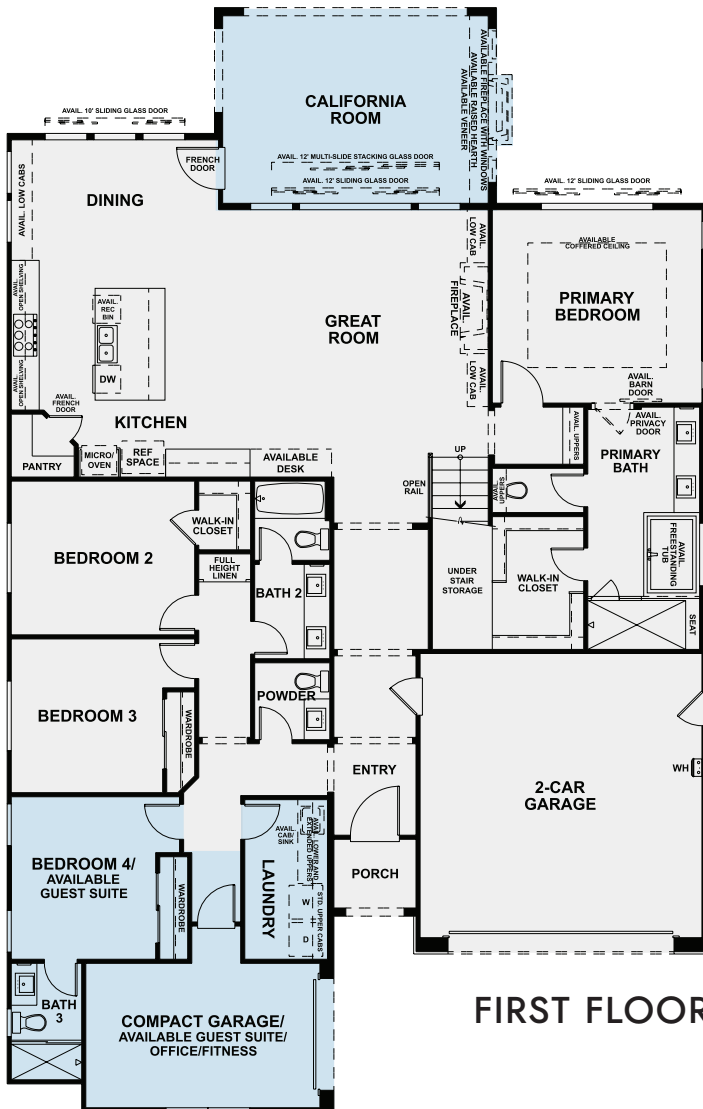 CALIFORNIA
ROOM
AVAILABLE FIREPLACE WITH WINDOWS
AVAILABLE RAISED HEARTH
AVAILABLE VENEER
AVAIL. 10' SLIDING GLASS DOOR
FRENCH
DOOR
AVAIL. 12' MULTI-SLIDE STACKING GLASS DOOR
AVAIL. 12' SLIDING GLASS DOOR
AVAIL. 12' SLIDING GLASS DOOR
AVAIL. LOW CABS
DINING
AVAIL.
LOW CAB
AVAILABLE
COFFERED CEILING
AVAIL.
OPEN SHELVING
AVAIL.
REC
BIN
DW
GREAT
ROOM
AVAIL.
FIREPLACE
PRIMARY
BEDROOM
AVAIL.
OPEN SHELVING
AVAIL.
LOW CAB
AVAIL.
BARN
DOOR
AVAIL.
FRENCH
DOOR
KITCHEN
AVAIL.
PRIVACY
DOOR
PANTRY
MICRO/
OVEN
REF
SPACE
AVAILABLE
DESK
UP
OPEN
RAIL
AVAIL. UPPERS
PRIMARY
BATH
AVAIL.
UPPERS
WALK-IN
CLOSET
BEDROOM 2
FULL
HEIGHT
LINEN
BATH 2
UNDER
STAIR
STORAGE
WALK-IN
CLOSET
AVAIL.
FREESTANDING
TUB
SEAT
BEDROOM 3
WARDROBE
POWDER
ENTRY
2-CAR
GARAGE
WH
BEDROOM 4/
AVAILABLE
GUEST SUITE
WARDROBE
AVAIL.
CAB/
SINK
AVAIL. LOWER AND
EXTENDED UPPERS
LAUNDRY
STD. UPPER CABS
W
D
PORCH
BATH
3
COMPACT GARAGE/
AVAILABLE GUEST SUITE/
OFFICE/FITNESS
FIRST FLOOR